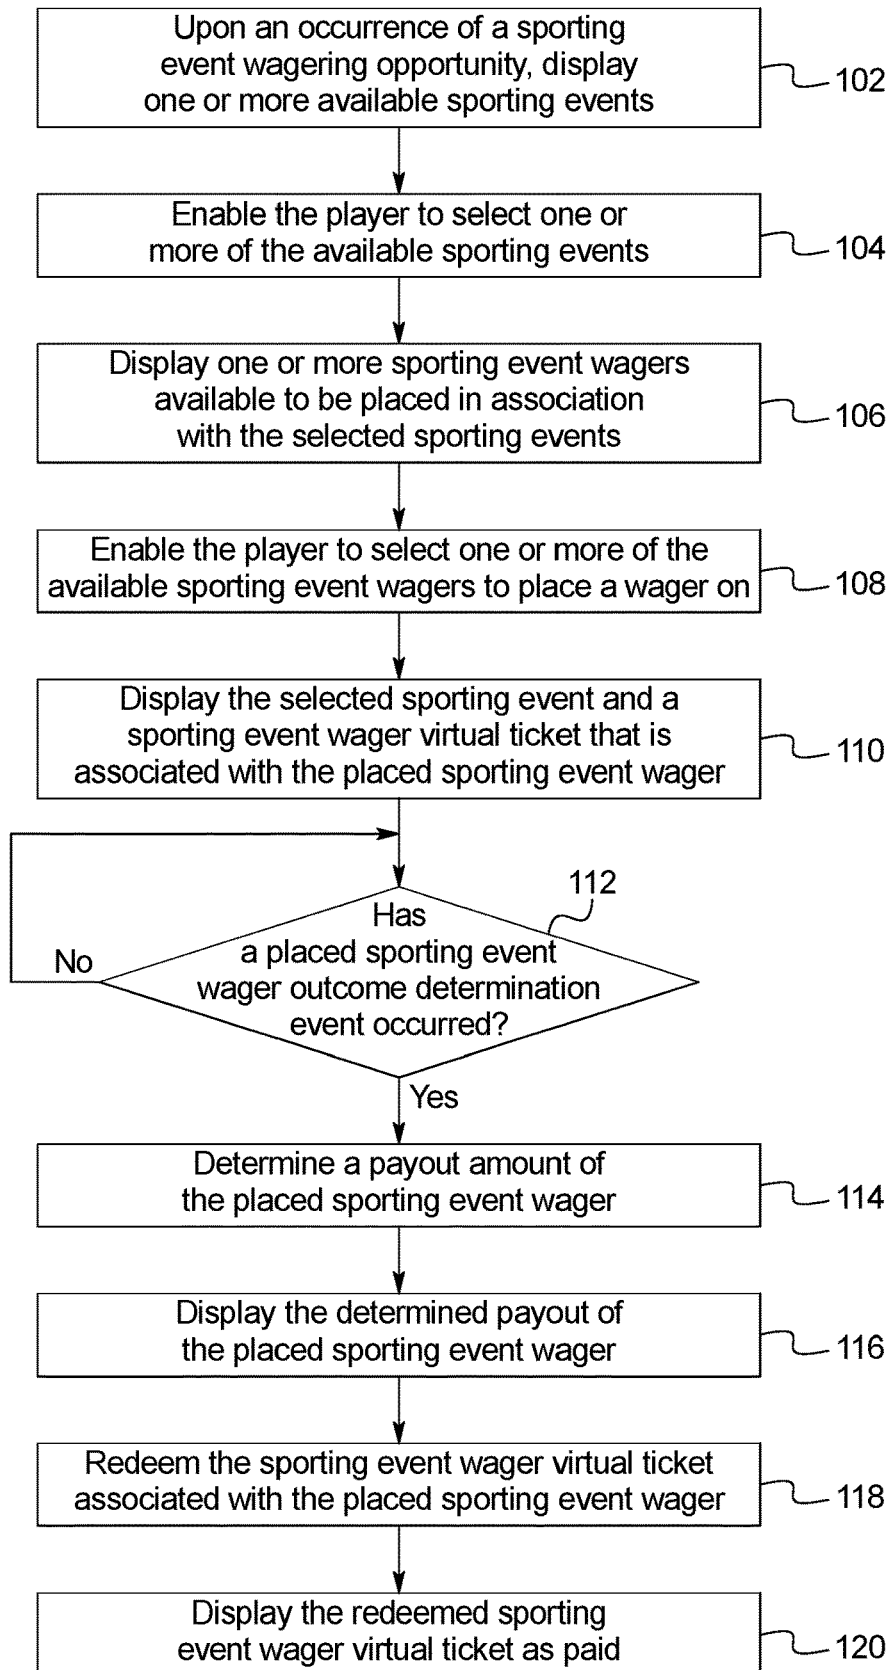 Upon an occurrence of a sporting
event wagering opportunity, display
one or more available sporting events
102
Enable the player to select one or
more of the available sporting events
104
Display one or more sporting event wagers
available to be placed in association
with the selected sporting events
106
Enable the player to select one or more of the
available sporting event wagers to place a wager on
108
Display the selected sporting event and a
sporting event wager virtual ticket that is
associated with the placed sporting event wager
110
112
Has
a placed sporting event
wager outcome determination
event occurred?
No
Yes
Determine a payout amount of
the placed sporting event wager
114
Display the determined payout of
the placed sporting event wager
116
Redeem the sporting event wager virtual ticket
associated with the placed sporting event wager
118
Display the redeemed sporting
event wager virtual ticket as paid
120